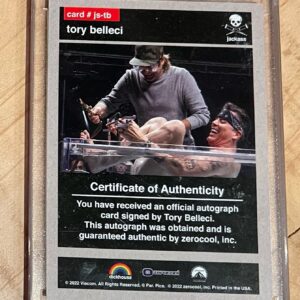 card # js-tb
tory belleci
jackass
Certificate of Authenticity
You have received an official autograph
card signed by Tory Belleci.
This autograph was obtained and is
guaranteed authentic by zerocool, inc.
dickhouse
zerocool
© 2022 Viacom. All Rights Reserved. © Par. Pics. © 2022 zerocool, inc. Printed in the USA.